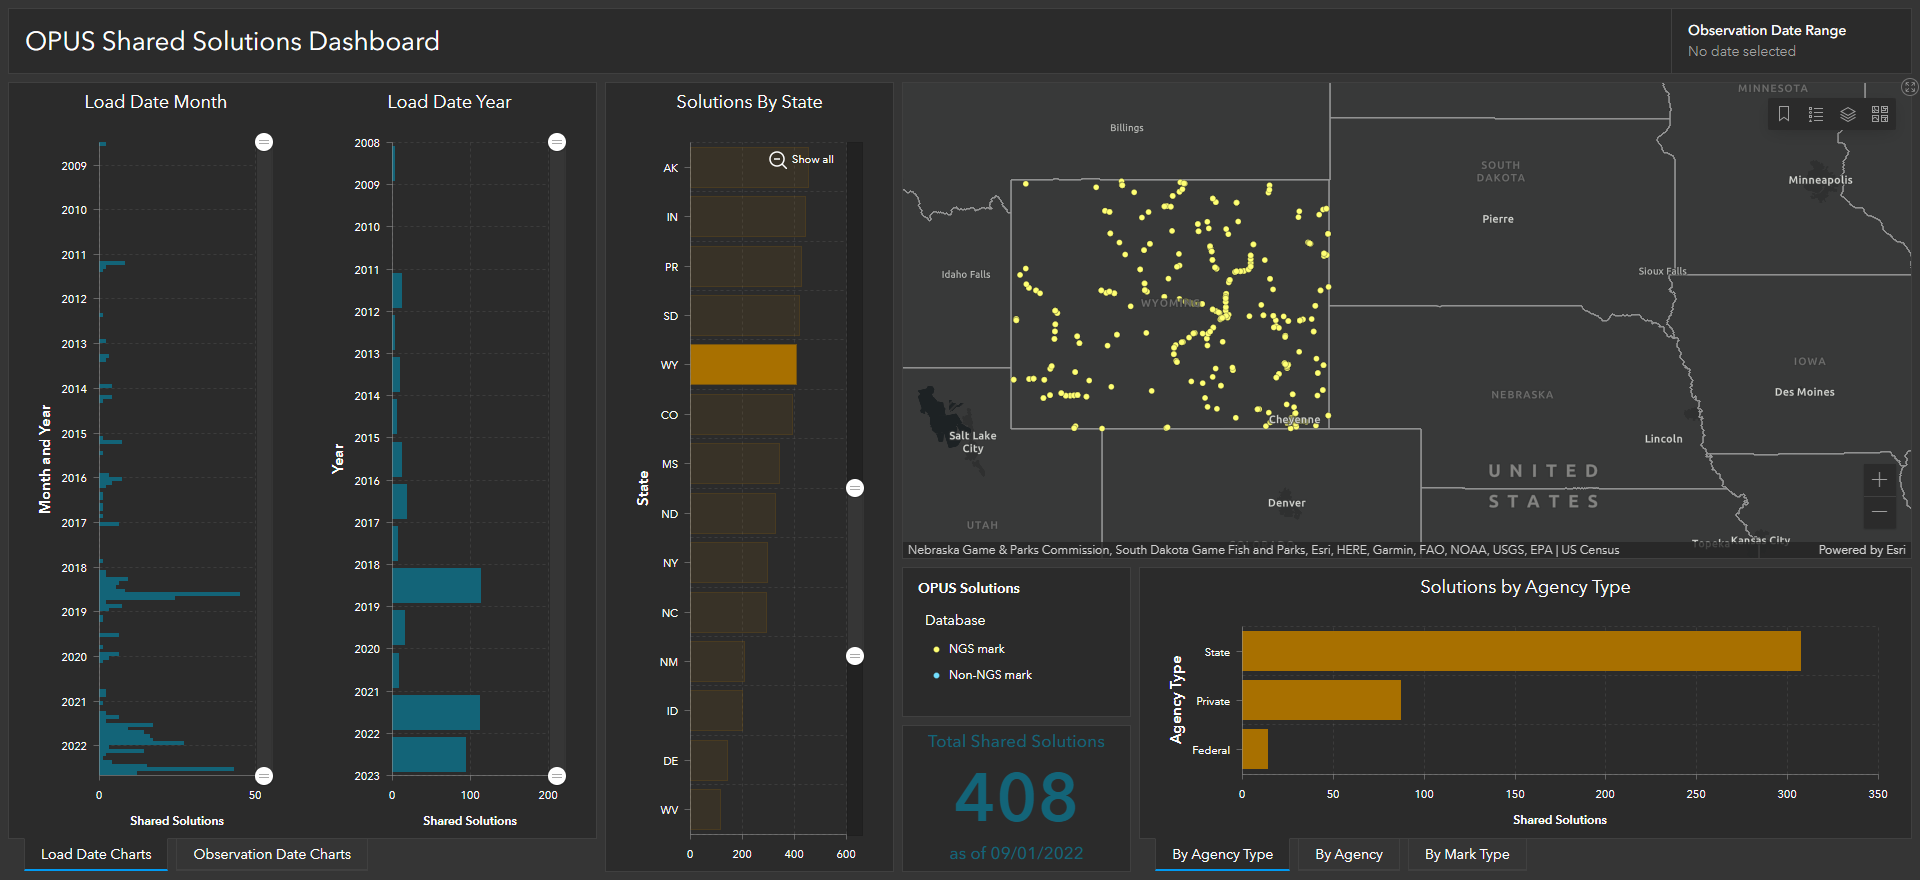 OPUS Shared Solutions Dashboard
Observation Date Range
No date selected
Load Date Month
Month and Year
2009
2010
2011
2012
2013
2014
2015
2016
2017
2018
2019
2020
2021
2022
0
50
Shared Solutions
Load Date Year
Year
2008
2009
2010
2011
2012
2013
2014
2015
2016
2017
2018
2019
2020
2021
2022
2023
0
100
200
Shared Solutions
Load Date Charts
Observation Date Charts
Solutions By State
Show all
State
AK
IN
PR
SD
WY
CO
MS
ND
NY
NC
NM
ID
DE
WV
0
200
400
600
MINNESOTA
Billings
SOUTH
DAKOTA
Minneapolis
Pierre
Idaho Falls
Sioux Falls
WYOMING
IOWA
Des Moines
NEBRASKA
Cheyenne
Salt Lake
City
Lincoln
UNITED
STATES
Denver
UTAH
Topeka
Kansas City
Nebraska Game & Parks Commission, South Dakota Game Fish and Parks, Esri, HERE, Garmin, FAO, NOAA, USGS, EPA | US Census
Powered by Esri
OPUS Solutions
Database
NGS mark
Non-NGS mark
Total Shared Solutions
408
as of 09/01/2022
Solutions by Agency Type
Agency Type
State
Private
Federal
0
50
100
150
200
250
300
350
Shared Solutions
By Agency Type
By Agency
By Mark Type